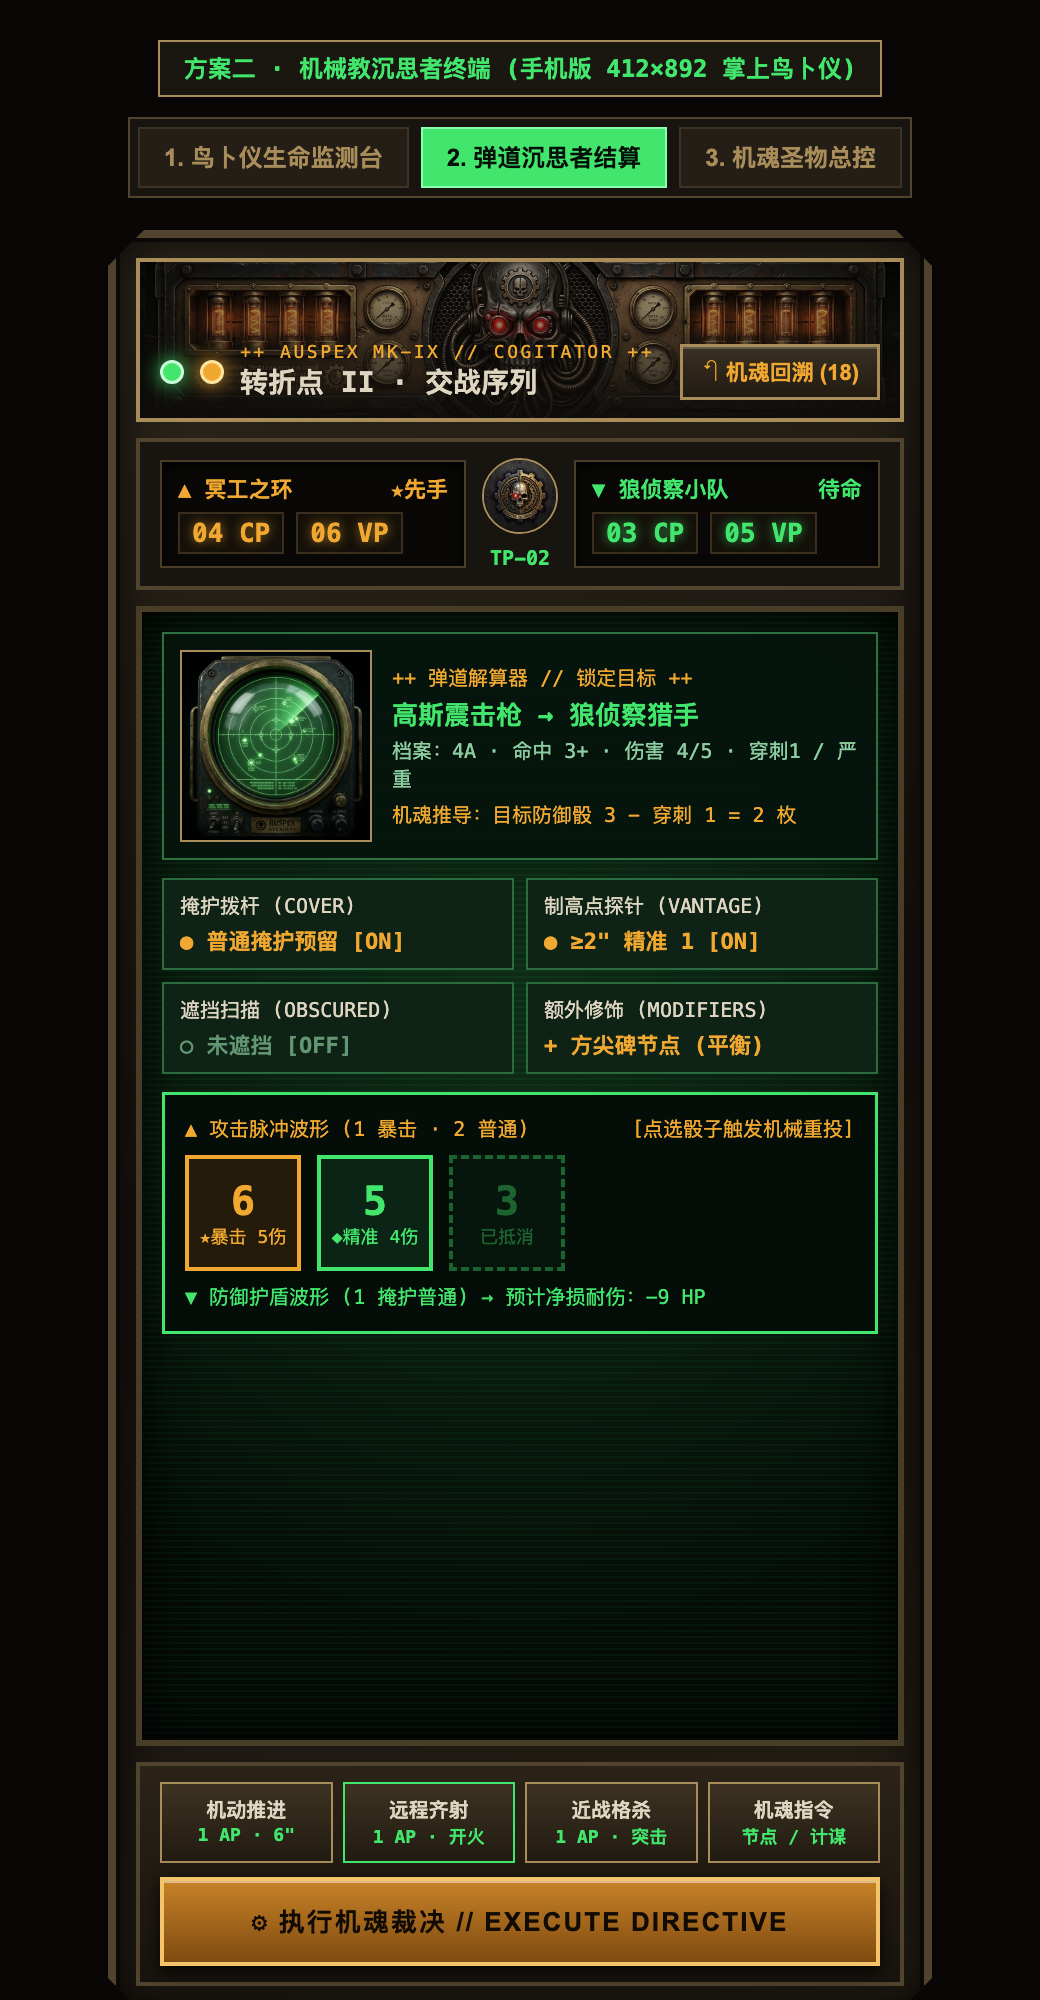 方案二 · 机械教沉思者终端 (手机版 412×892 掌上鸟卜仪)
1. 鸟卜仪生命监测台
2. 弹道沉思者结算
3. 机魂圣物总控
++ AUSPEX MK-IX // COGITATOR ++
转折点 II · 交战序列
机魂回溯 (18)
▲ 冥工之环 ★先手
04 CP 06 VP
TP-02
▼ 狼侦察小队 待命
03 CP 05 VP
++ 弹道解算器 // 锁定目标 ++
高斯震击枪 → 狼侦察猎手
档案: 4A · 命中 3+ · 伤害 4/5 · 穿刺1 / 严
重
机魂推导: 目标防御骰 3 - 穿刺 1 = 2 枚
AUSPEX
掩护拨杆 (COVER)
● 普通掩护预留 [ON]
制高点探针 (VANTAGE)
● ≥2" 精准 1 [ON]
遮挡扫描 (OBSCURED)
○ 未遮挡 [OFF]
额外修饰 (MODIFIERS)
+ 方尖碑节点 (平衡)
▲ 攻击脉冲波形 (1 暴击 · 2 普通) [点选骰子触发机械重投]
6
★暴击 5伤
5
◆精准 4伤
3
已抵消
▼ 防御护盾波形 (1 掩护普通) → 预计净损耐伤: -9 HP
机动推进
1 AP · 6"
远程齐射
1 AP · 开火
近战格杀
1 AP · 突击
机魂指令
节点 / 计谋
⚙ 执行机魂裁决 // EXECUTE DIRECTIVE